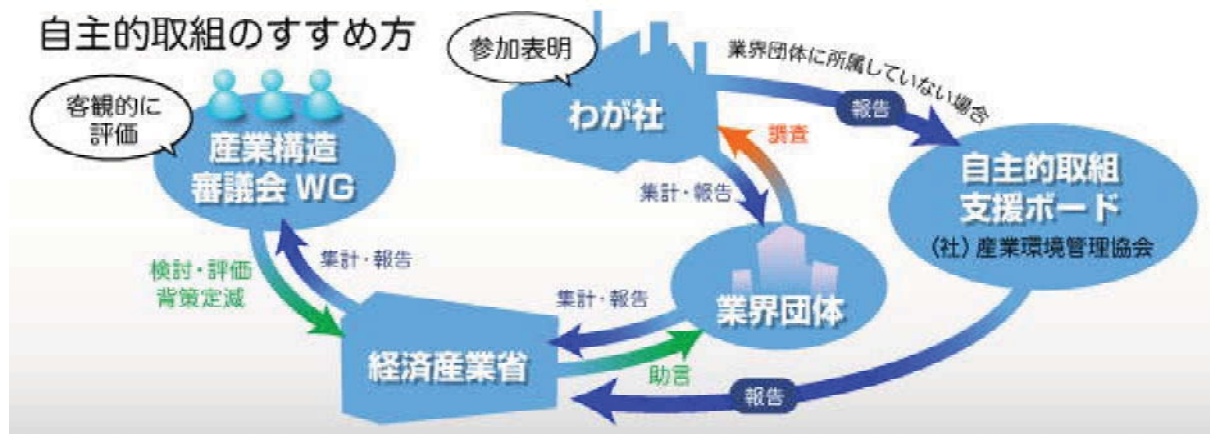 自主的取組のすすめ方
客観的に
評価
産業構造
審議会 WG
参加表明
わが社
業界団体に所属していない場合
報告
調査
集計・報告
自主的取組
支援ボード
(社)産業環境管理協会
業界団体
集計・報告
助言
検討・評価
背策定減
集計・報告
経済産業省
報告